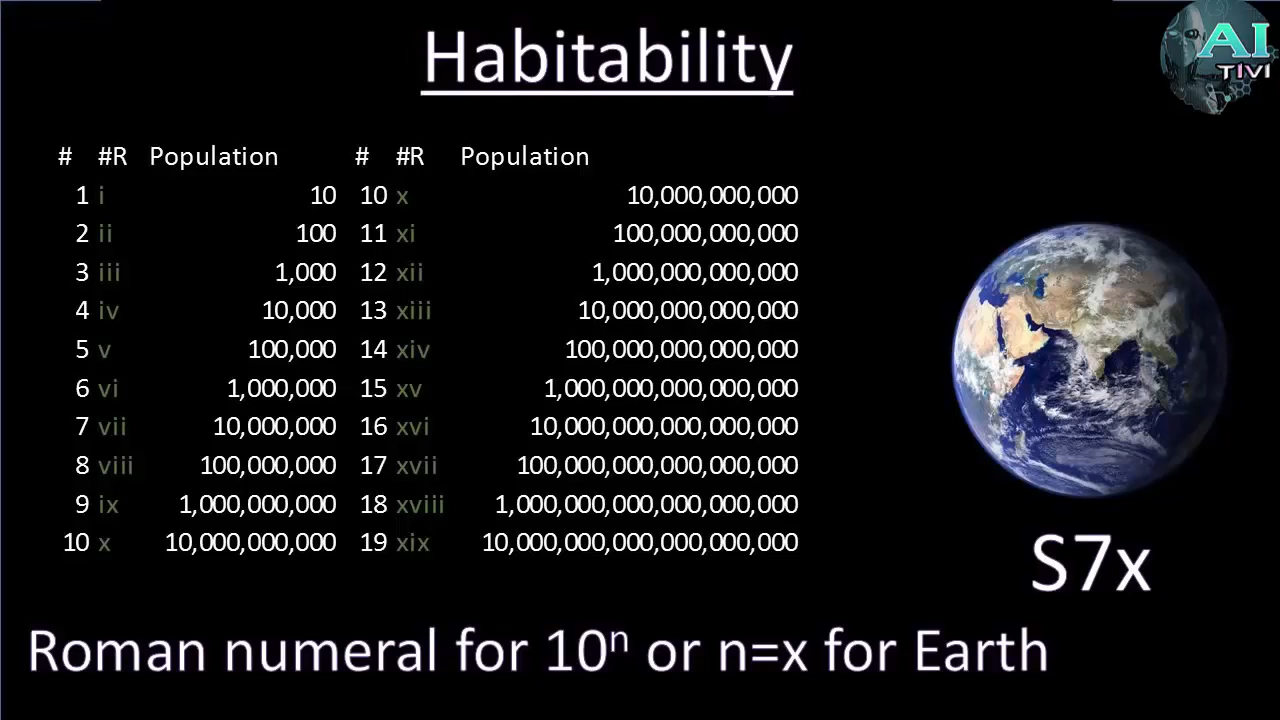 Habitability
AI
TIVI
# #R Population # #R Population
1 i 10 10 x 10,000,000,000
2 ii 100 11 xi 100,000,000,000
3 iii 1,000 12 xii 1,000,000,000,000
4 iv 10,000 13 xiii 10,000,000,000,000
5 v 100,000 14 xiv 100,000,000,000,000
6 vi 1,000,000 15 xv 1,000,000,000,000,000
7 vii 10,000,000 16 xvi 10,000,000,000,000,000
8 viii 100,000,000 17 xvii 100,000,000,000,000,000
9 ix 1,000,000,000 18 xviii 1,000,000,000,000,000,000
10 x 10,000,000,000 19 xix 10,000,000,000,000,000,000
S7x
Roman numeral for 10ⁿ or n=x for Earth